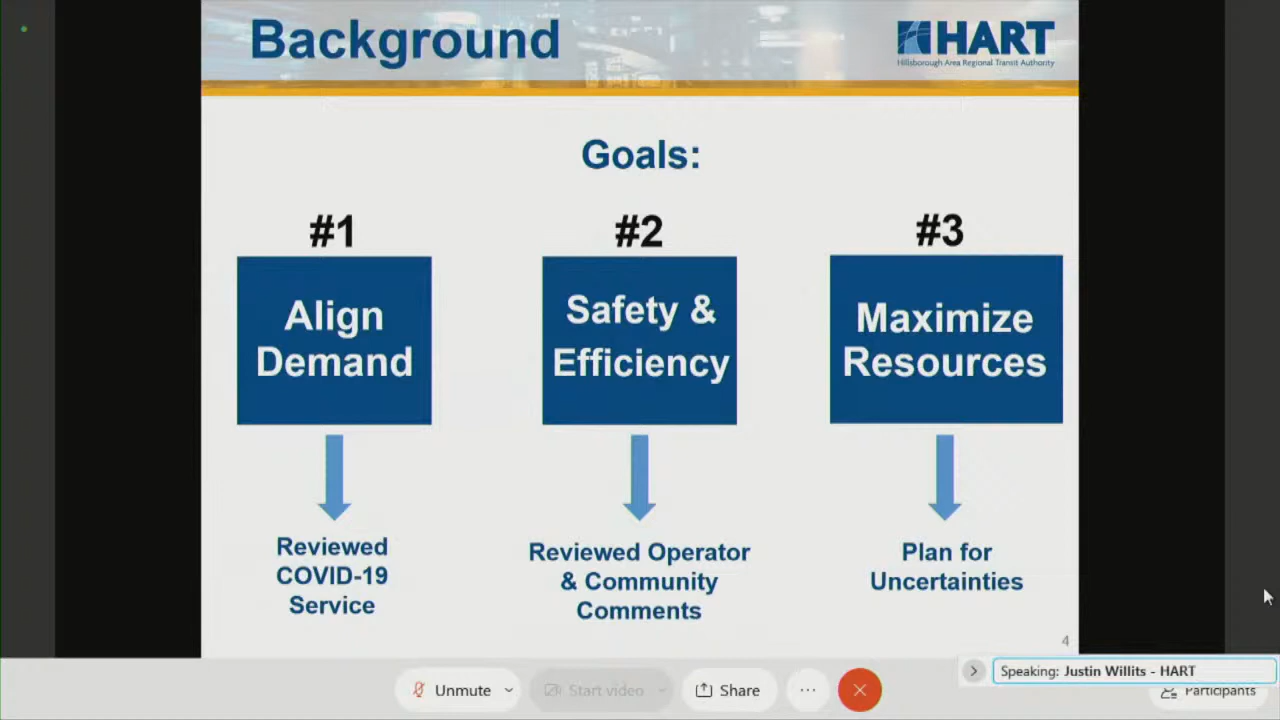 Background
HART
Hillsborough Area Regional Transit Authority
Goals:
#1
#2
#3
Align
Demand
Safety &
Efficiency
Maximize
Resources
Reviewed
COVID-19
Service
Reviewed Operator
& Community
Comments
Plan for
Uncertainties
4
Speaking: Justin Willits - HART
Unmute
Start video
Share
Participants